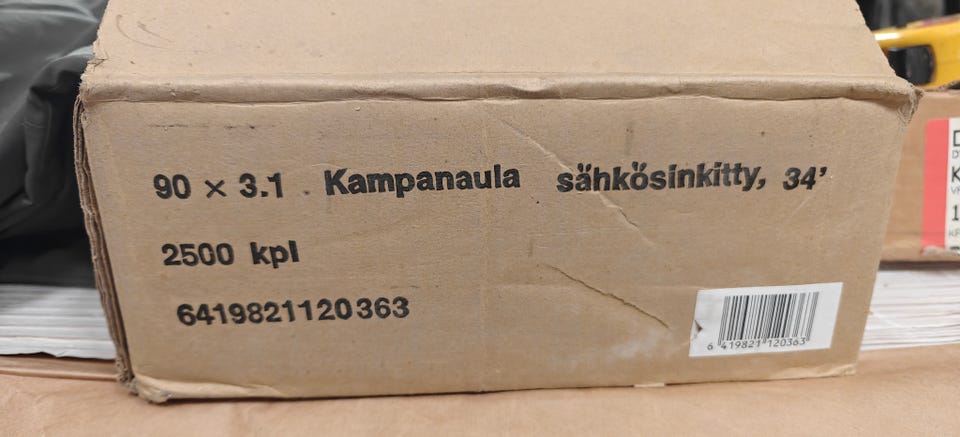 90 × 3.1 Kampanaula sähkösinkitty, 34'
2500 kpl
6419821120363
6 419821 120363